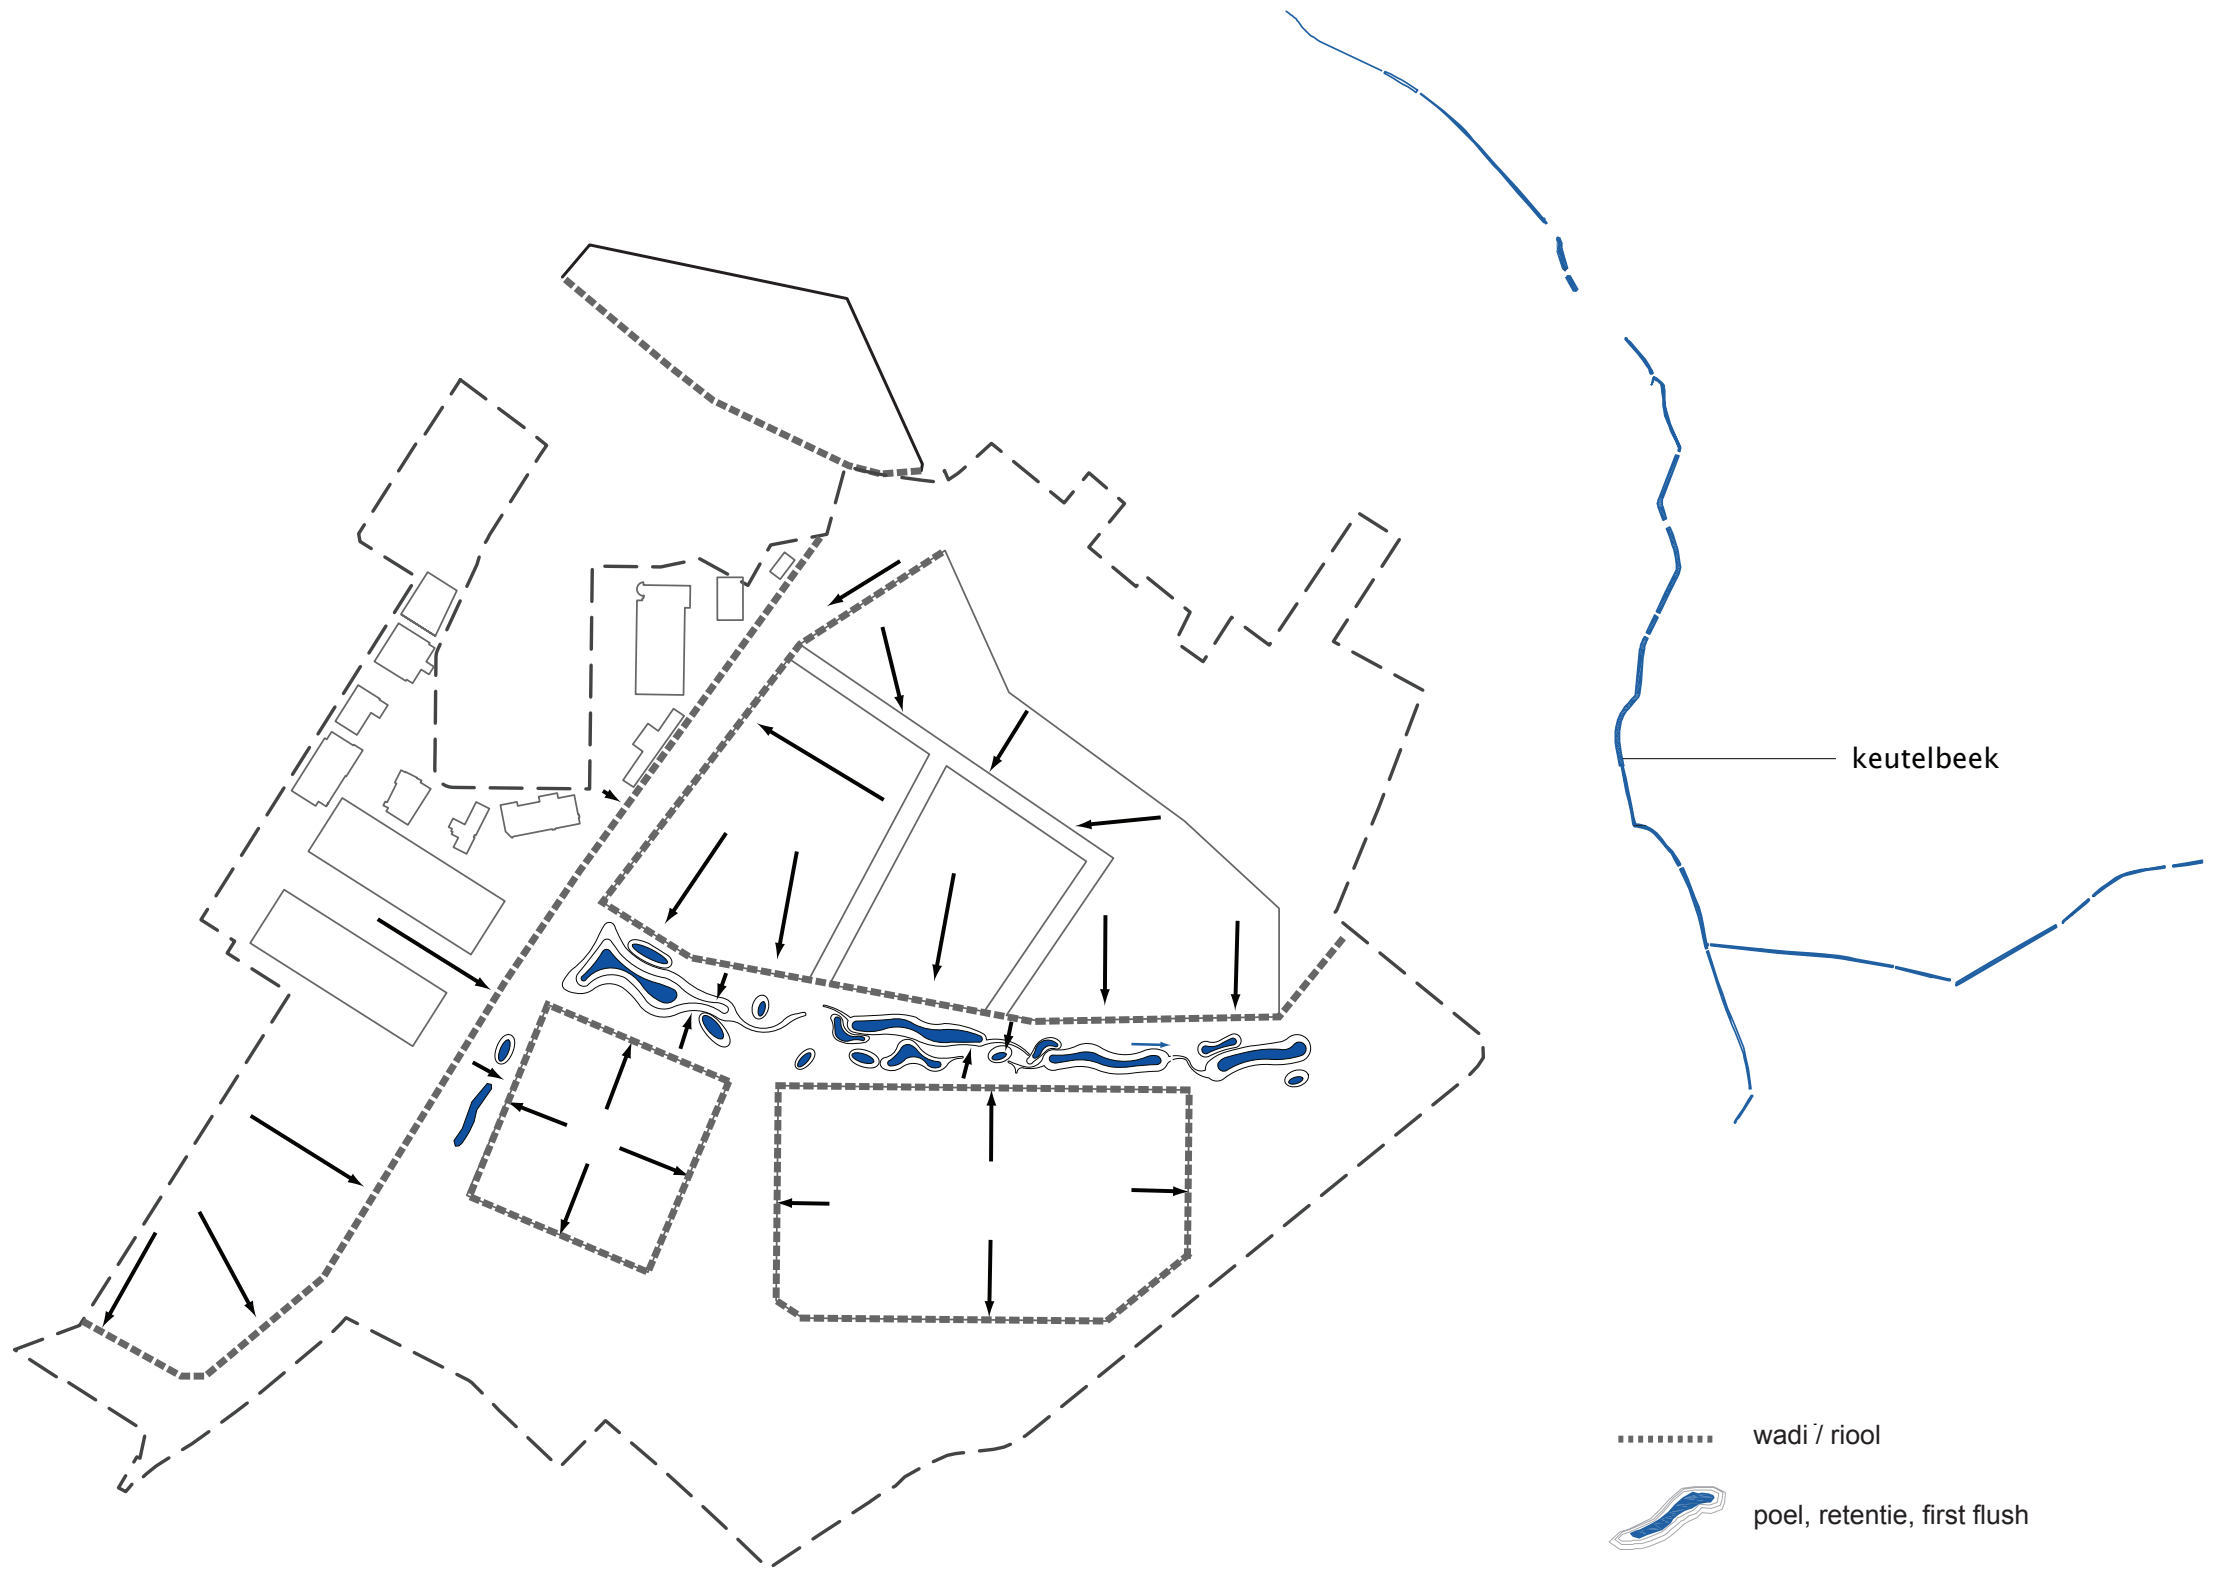 keutelbeek
wadi / riool
poel, retentie, first flush